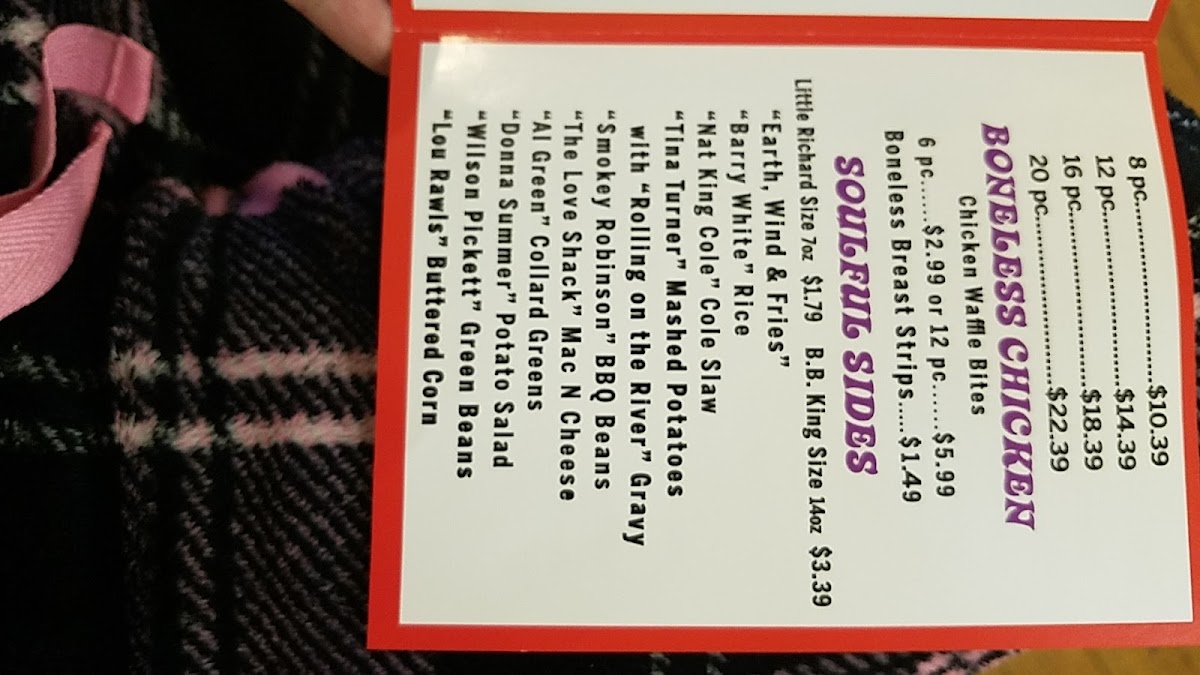 8 pc..............................$10.39
12 pc............................$14.39
16 pc............................$18.39
20 pc............................$22.39
BONELESS CHICKEN
Chicken Waffle Bites
6 pc......$2.99 or 12 pc......$5.99
Boneless Breast Strips.....$1.49
SOULFUL SIDES
Little Richard Size 7oz $1.79 B.B. King Size 14oz $3.39
“Earth, Wind & Fries”
“Barry White” Rice
“Nat King Cole” Cole Slaw
“Tina Turner” Mashed Potatoes
with “Rolling on the River” Gravy
“Smokey Robinson” BBQ Beans
“The Love Shack” Mac N Cheese
“Al Green” Collard Greens
“Donna Summer” Potato Salad
“Wilson Pickett” Green Beans
“Lou Rawls” Buttered Corn